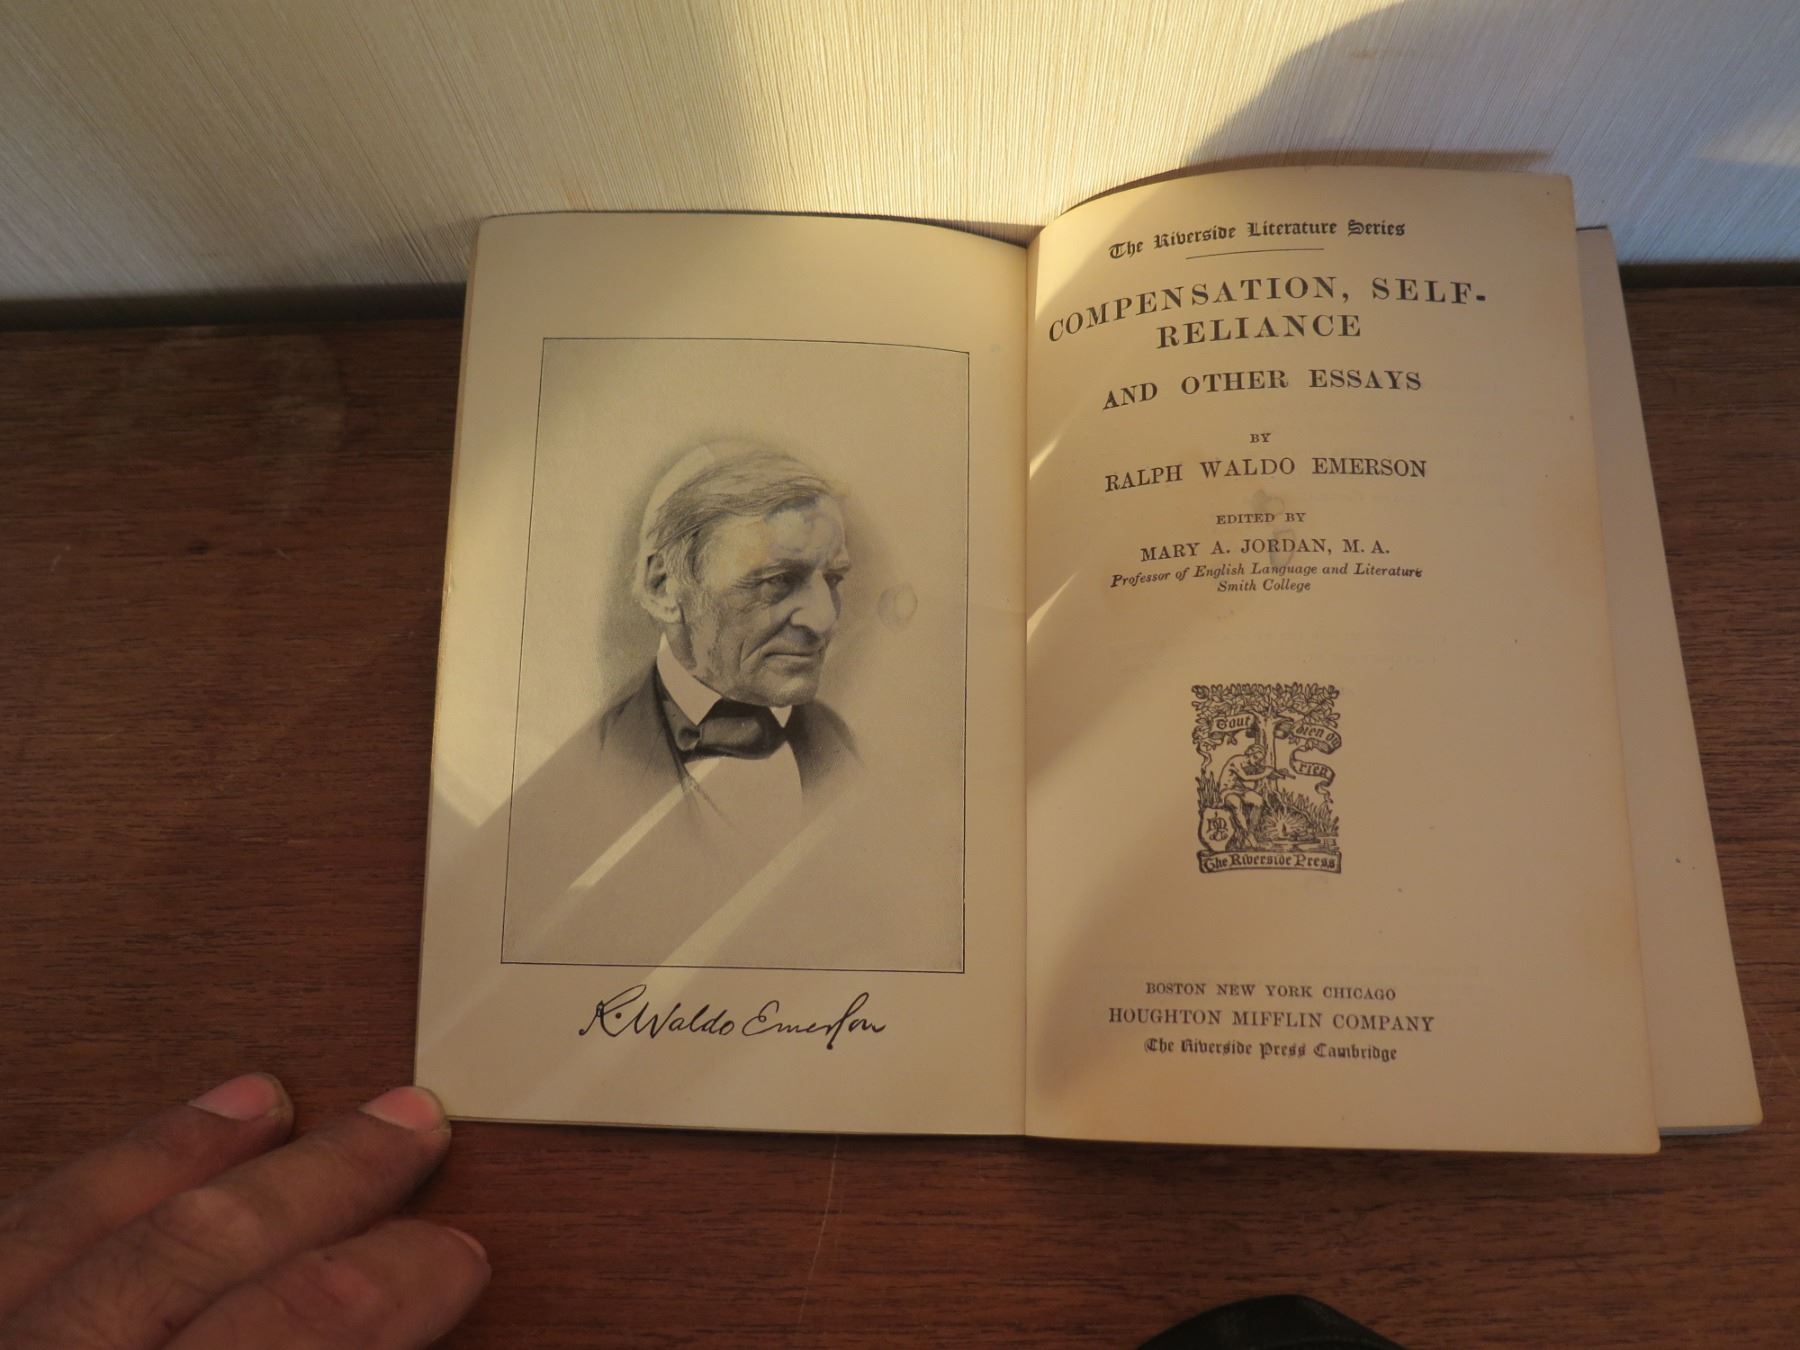 R. Waldo Emerson
The Riverside Literature Series
COMPENSATION, SELF-
RELIANCE
AND OTHER ESSAYS
BY
RALPH WALDO EMERSON
EDITED BY
MARY A. JORDAN, M. A.
Professor of English Language and Literature
Smith College
Tout
bien ou
rien
The Riverside Press
BOSTON NEW YORK CHICAGO
HOUGHTON MIFFLIN COMPANY
The Riverside Press Cambridge